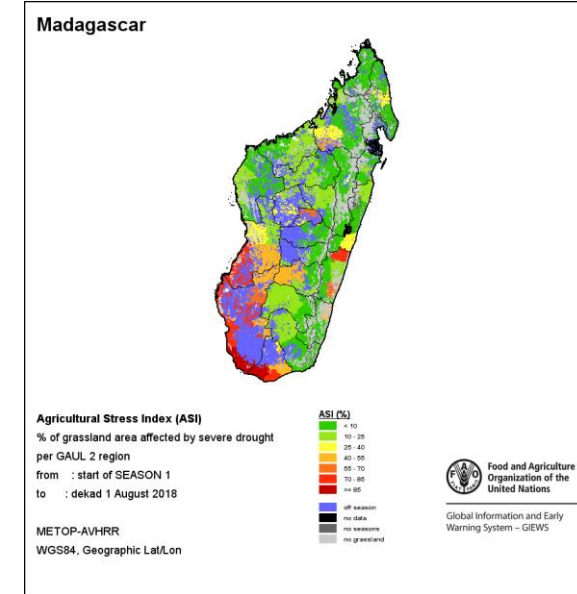 Madagascar
Agricultural Stress Index (ASI)
% of grassland area affected by severe drought
per GAUL 2 region
from : start of SEASON 1
to : dekad 1 August 2018
METOP-AVHRR
WGS84, Geographic Lat/Lon
ASI (%)
< 10
10 - 25
25 - 40
40 - 55
55 - 70
70 - 85
>= 85
off season
no data
no seasons
no grassland
FAO
Food and Agriculture
Organization of the
United Nations
Global Information and Early
Warning System – GIEWS